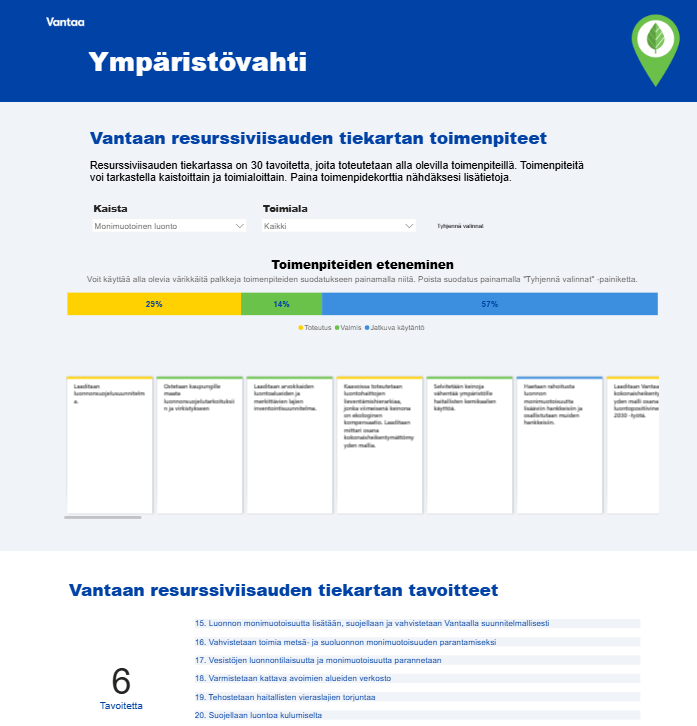 Vantaa
Ympäristövahti
Vantaan resurssiviisauden tiekartan toimenpiteet
Resurssiviisauden tiekartassa on 30 tavoitetta, joita toteutetaan alla olevilla toimenpiteillä. Toimenpiteitä
voi tarkastella kaistoittain ja toimialoittain. Paina toimenpidekorttia nähdäksesi lisätietoja.
Kaista
Toimiala
Monimuotoinen luonto
Kaikki
Tyhjennä valinnat
Toimenpiteiden eteneminen
Voit käyttää alla olevia värikkäitä palkkeja toimenpiteiden suodatukseen painamalla niitä. Poista suodatus painamalla "Tyhjennä valinnat" -painiketta.
29%
14%
57%
Toteutus
Valmis
Jatkuva käytäntö
Laaditaan
luonnonsuojelusuunnitelm
a.
Ostetaan kaupungille
maata
luonnonsuojelutarkoituksi
in ja virkistykseen
Laaditaan arvokkaiden
luontoalueiden ja
merkittävien lajien
inventointisuunnitelma.
Kaavoissa toteutetaan
luontohaittojen
lieventämishierarkiaa,
jonka viimeisenä keinona
on ekologinen
kompensaatio. Laaditaan
mittari osana
kokonaisheikentymättömy
yden mallia.
Selvitetään keinoja
vähentää ympäristölle
haitallisten kemikaalien
käyttöä.
Haetaan rahoitusta
luonnon
monimuotoisuutta
lisääviin hankkeisiin ja
osallistutaan muiden
hankkeisiin.
Laaditaan Vantaa
kokonaisheikenty
yden malli osana
luontopositiivine
2030 -työtä.
Vantaan resurssiviisauden tiekartan tavoitteet
6
Tavoitetta
15. Luonnon monimuotoisuutta lisätään, suojellaan ja vahvistetaan Vantaalla suunnitelmallisesti
16. Vahvistetaan toimia metsä- ja suoluonnon monimuotoisuuden parantamiseksi
17. Vesistöjen luonnontilaisuutta ja monimuotoisuutta parannetaan
18. Varmistetaan kattava avoimien alueiden verkosto
19. Tehostetaan haitallisten vieraslajien torjuntaa
20. Suojellaan luontoa kulumiselta